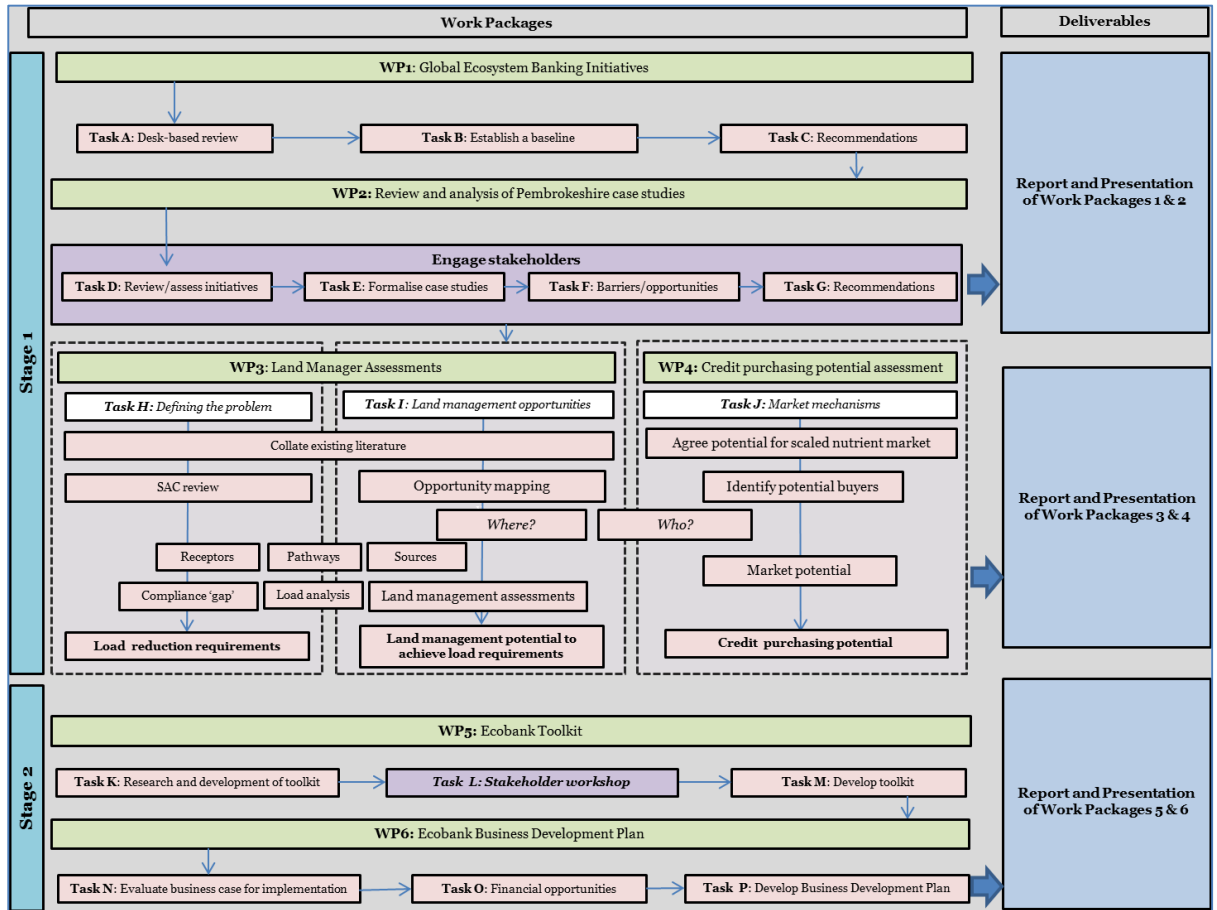 Work Packages
Deliverables
Stage 1
WP1: Global Ecosystem Banking Initiatives
Task A: Desk-based review
Task B: Establish a baseline
Task C: Recommendations
WP2: Review and analysis of Pembrokeshire case studies
Engage stakeholders
Task D: Review/assess initiatives
Task E: Formalise case studies
Task F: Barriers/opportunities
Task G: Recommendations
Report and Presentation
of Work Packages 1 & 2
WP3: Land Manager Assessments
WP4: Credit purchasing potential assessment
Task H: Defining the problem
Task I: Land management opportunities
Task J: Market mechanisms
Collate existing literature
Agree potential for scaled nutrient market
SAC review
Opportunity mapping
Identify potential buyers
Where?
Who?
Receptors
Pathways
Sources
Market potential
Compliance ‘gap’
Load analysis
Land management assessments
Load reduction requirements
Land management potential to
achieve load requirements
Credit purchasing potential
Report and Presentation
of Work Packages 3 & 4
Stage 2
WP5: Ecobank Toolkit
Task K: Research and development of toolkit
Task L: Stakeholder workshop
Task M: Develop toolkit
WP6: Ecobank Business Development Plan
Task N: Evaluate business case for implementation
Task O: Financial opportunities
Task P: Develop Business Development Plan
Report and Presentation
of Work Packages 5 & 6